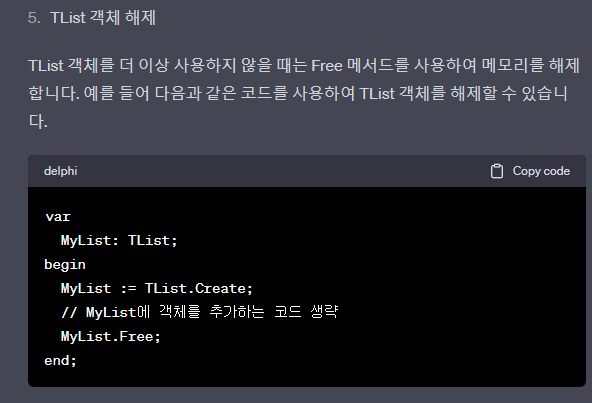 5. TList 객체 해제
TList 객체를 더 이상 사용하지 않을 때는 Free 메서드를 사용하여 메모리를 해제
합니다. 예를 들어 다음과 같은 코드를 사용하여 TList 객체를 해제할 수 있습니
다.
delphi Copy code
var
  MyList: TList;
begin
  MyList := TList.Create;
  // MyList에 객체를 추가하는 코드 생략
  MyList.Free;
end;